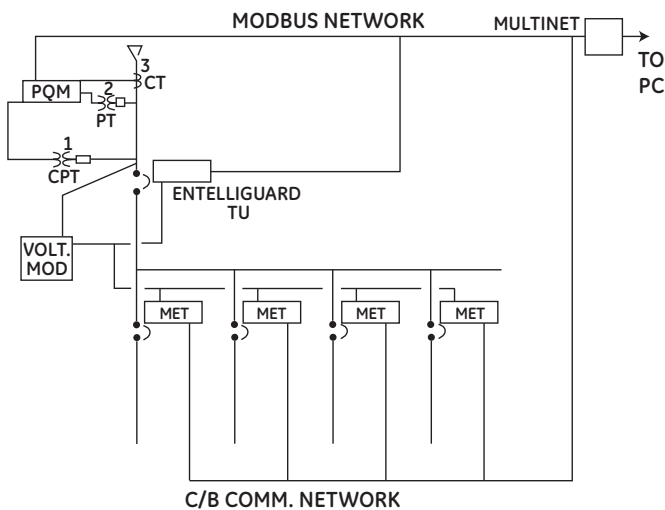 MODBUS NETWORK
MULTINET
TO
PC
3
CT
PQM
2
PT
1
CPT
ENTELLIGUARD
TU
VOLT.
MOD
MET
MET
MET
MET
C/B COMM. NETWORK